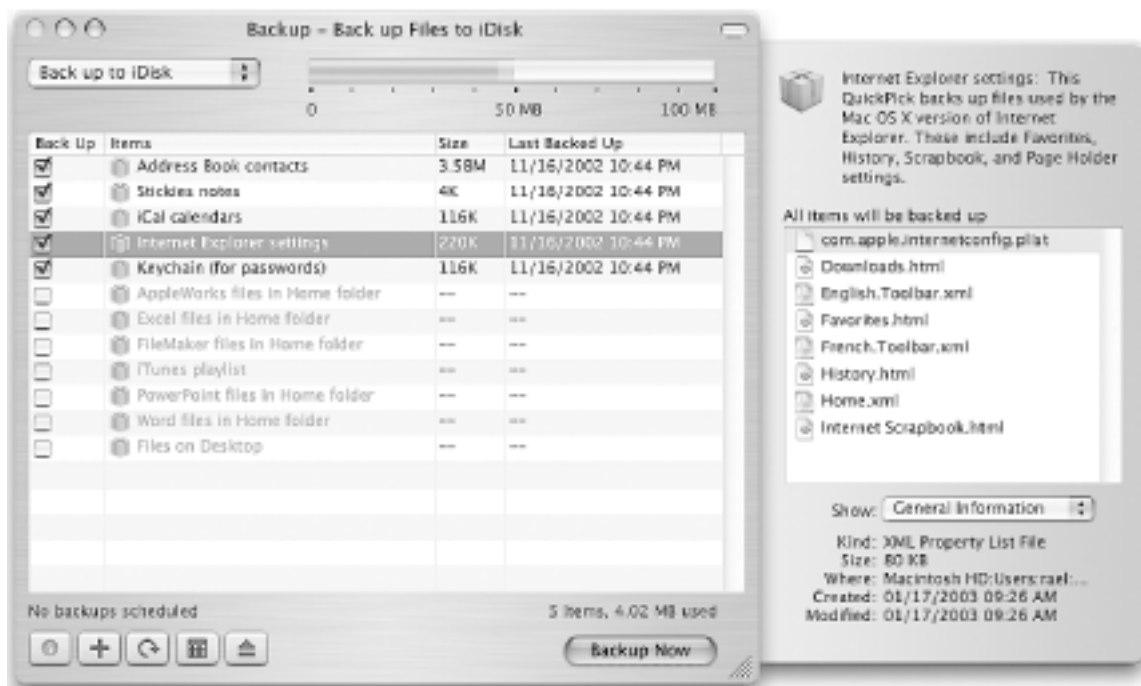 Backup – Back up Files to iDisk
Back up to iDisk
0 50 MB 100 MB
Back Up Items Size Last Backed Up
Address Book contacts 3.58M 11/16/2002 10:44 PM
Stickies notes 4K 11/16/2002 10:44 PM
iCal calendars 116K 11/16/2002 10:44 PM
Internet Explorer settings 220K 11/16/2002 10:44 PM
Keychain (for passwords) 116K 11/16/2002 10:44 PM
AppleWorks files in Home folder -- --
Excel files in Home folder -- --
FileMaker files in Home folder -- --
iTunes playlist -- --
PowerPoint files in Home folder -- --
Word files in Home folder -- --
Files on Desktop -- --
No backups scheduled 5 items, 4.02 MB used
Backup Now
Internet Explorer settings: This
QuickPick backs up files used by the
Mac OS X version of Internet
Explorer. These include Favorites,
History, Scrapbook, and Page Holder
settings.
All items will be backed up
com.apple.internetconfig.plist
Downloads.html
English.Toolbar.xml
Favorites.html
French.Toolbar.xml
History.html
Home.xml
Internet Scrapbook.html
Show: General Information
Kind: XML Property List File
Size: 80 KB
Where: Macintosh HD:Users:rael:...
Created: 01/17/2003 09:26 AM
Modified: 01/17/2003 09:26 AM